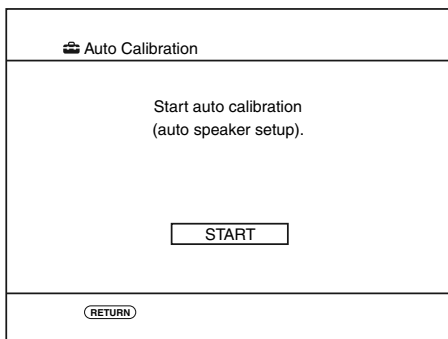 Auto Calibration
Start auto calibration
(auto speaker setup).
START
RETURN